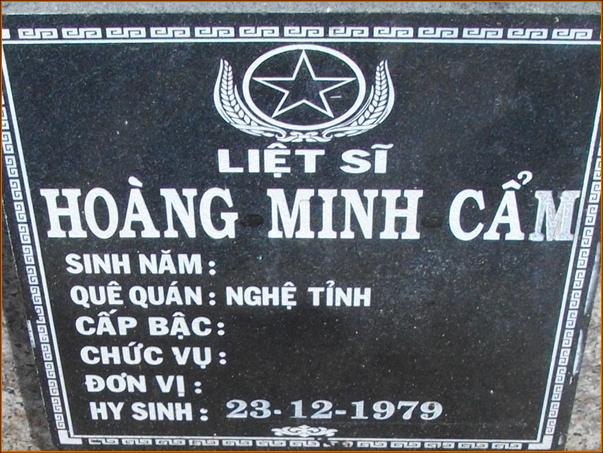 LIỆT SĨ
HOÀNG MINH CẨM
SINH NĂM :
QUÊ QUÁN : NGHỆ TỈNH
CẤP BẬC :
CHỨC VỤ :
ĐƠN VỊ :
HY SINH : 23-12-1979